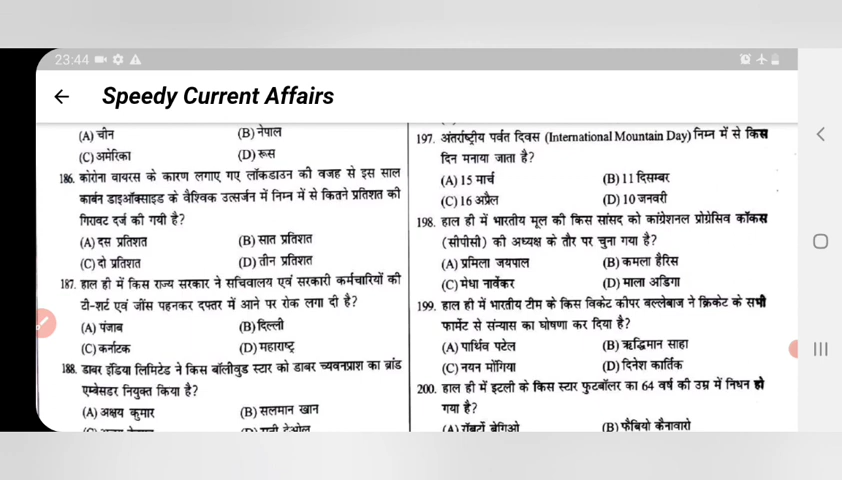 23:44
Speedy Current Affairs
(A) चीन
(B) नेपाल
(C) अमेरिका
(D) रूस
186. कोरोना वायरस के कारण लगाए गए लॉकडाउन की वजह से इस साल
कार्बन डाइऑक्साइड के वैश्विक उत्सर्जन में निम्न में से कितने प्रतिशत की
गिरावट दर्ज की गयी है?
(A) दस प्रतिशत
(B) सात प्रतिशत
(C) दो प्रतिशत
(D) तीन प्रतिशत
187. हाल ही में किस राज्य सरकार ने सचिवालय एवं सरकारी कर्मचारियों की
टी-शर्ट एवं जींस पहनकर दफ्तर में आने पर रोक लगा दी है?
(A) पंजाब
(B) दिल्ली
(C) कर्नाटक
(D) महाराष्ट्र
188. डाबर इंडिया लिमिटेड ने किस बॉलीवुड स्टार को डाबर च्यवनप्राश का ब्रांड
एम्बेसडर नियुक्त किया है?
(A) अक्षय कुमार
(B) सलमान खान
197. अंतर्राष्ट्रीय पर्वत दिवस (International Mountain Day) निम्न में से किस
दिन मनाया जाता है?
(A) 15 मार्च
(B) 11 दिसम्बर
(C) 16 अप्रैल
(D) 10 जनवरी
198. हाल ही में भारतीय मूल की किस सांसद को कांग्रेशनल प्रोग्रेसिव कॉकस
(सीपीसी) की अध्यक्ष के तौर पर चुना गया है?
(A) प्रमिला जयपाल
(B) कमला हैरिस
(C) मेधा नार्वेकर
(D) माला अडिगा
199. हाल ही में भारतीय टीम के किस विकेट कीपर बल्लेबाज ने क्रिकेट के सभी
फार्मेट से संन्यास का घोषणा कर दिया है?
(A) पार्थिव पटेल
(B) ऋद्धिमान साहा
(C) नयन मोंगिया
(D) दिनेश कार्तिक
200. हाल ही में इटली के किस स्टार फुटबॉलर का 64 वर्ष की उम्र में निधन हो
गया है?
(A) रॉबर्टो बेगिओ
(B) फैबियो कैनावारो